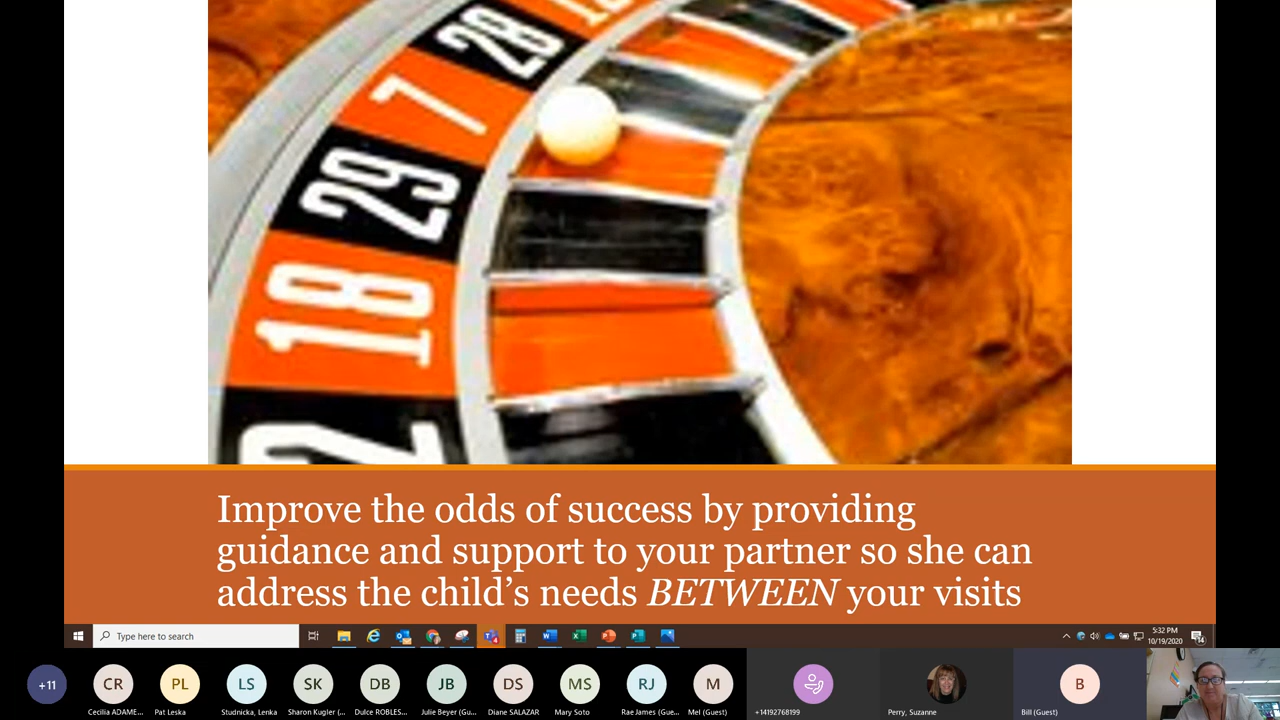 28
7
29
18
2
Improve the odds of success by providing
guidance and support to your partner so she can
address the child’s needs BETWEEN your visits
Type here to search
5:32 PM
10/19/2020
+11
CR
PL
LS
SK
DB
JB
DS
MS
RJ
M
B
Cecilia ADAME...
Pat Leska
Studnicka, Lenka
Sharon Kugler (...
Dulce ROBLES...
Julie Beyer (Gu...
Diane SALAZAR
Mary Soto
Rae James (Gue...
Mel (Guest)
+14192768199
Perry, Suzanne
Bill (Guest)